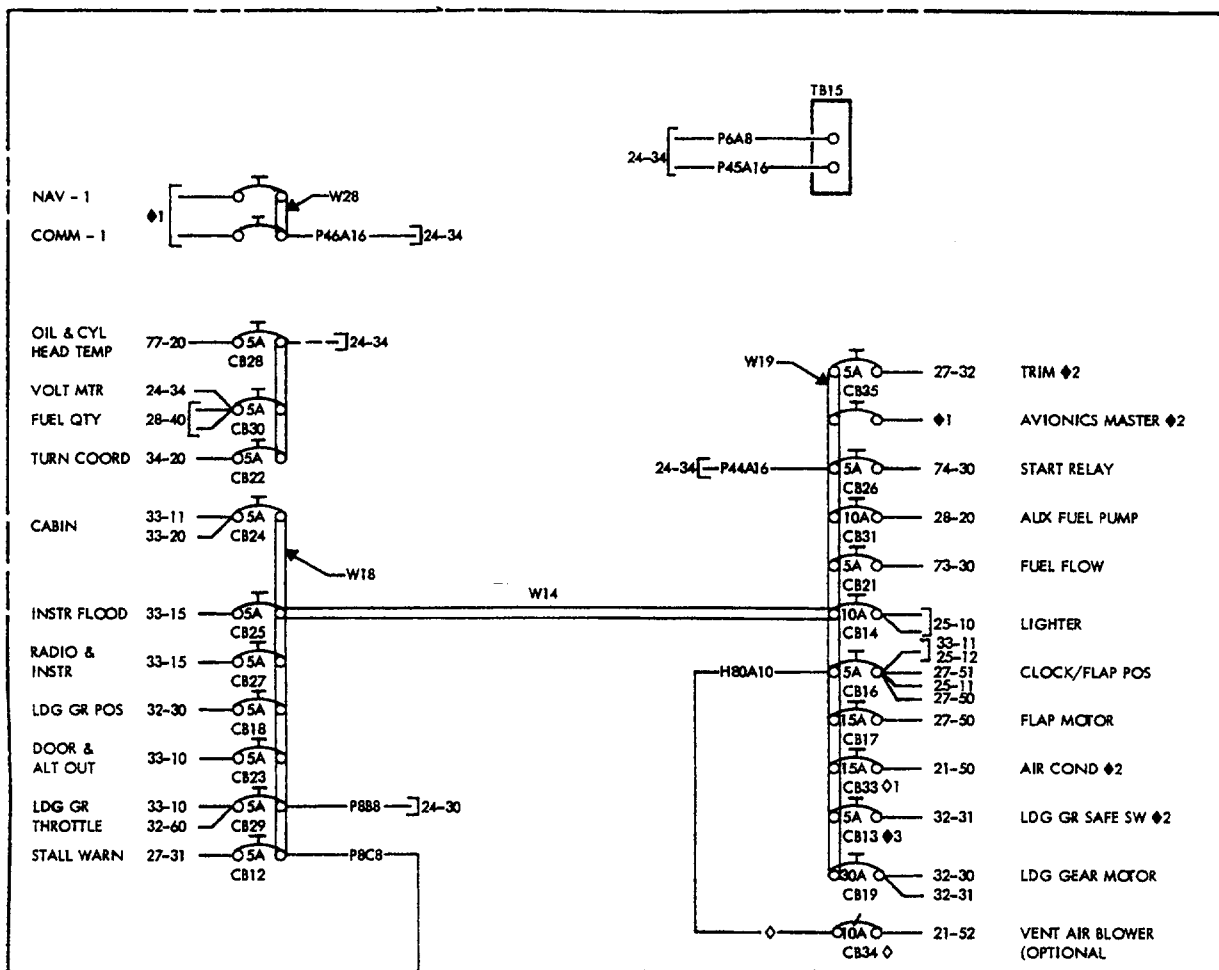 TB15
P6A8
24-34
P45A16
NAV - 1
◆1
W28
COMM - 1
P46A16
24-34
OIL & CYL
HEAD TEMP
77-20
5A
CB28
24-34
VOLT MTR
24-34
FUEL QTY
28-40
5A
CB30
TURN COORD
34-20
5A
CB22
CABIN
33-11
33-20
5A
CB24
W18
INSTR FLOOD
33-15
5A
CB25
W14
RADIO &
INSTR
33-15
5A
CB27
LDG GR POS
32-30
5A
CB18
DOOR &
ALT OUT
33-10
5A
CB23
LDG GR
THROTTLE
33-10
32-60
5A
CB29
P8B8
24-30
STALL WARN
27-31
5A
CB12
P8C8
W19
5A
CB35
27-32
TRIM ◆2
◆1
AVIONICS MASTER ◆2
24-34
P44A16
5A
CB26
74-30
START RELAY
10A
CB31
28-20
AUX FUEL PUMP
5A
CB21
73-30
FUEL FLOW
10A
CB14
25-10
LIGHTER
H80A10
5A
CB16
33-11
25-12
27-51
25-11
27-50
CLOCK/FLAP POS
15A
CB17
27-50
FLAP MOTOR
15A
CB33 ◇1
21-50
AIR COND ◆2
5A
CB13 ◆3
32-31
LDG GR SAFE SW ◆2
30A
CB19
32-30
32-31
LDG GEAR MOTOR
◇
10A
CB34 ◇
21-52
VENT AIR BLOWER
(OPTIONAL